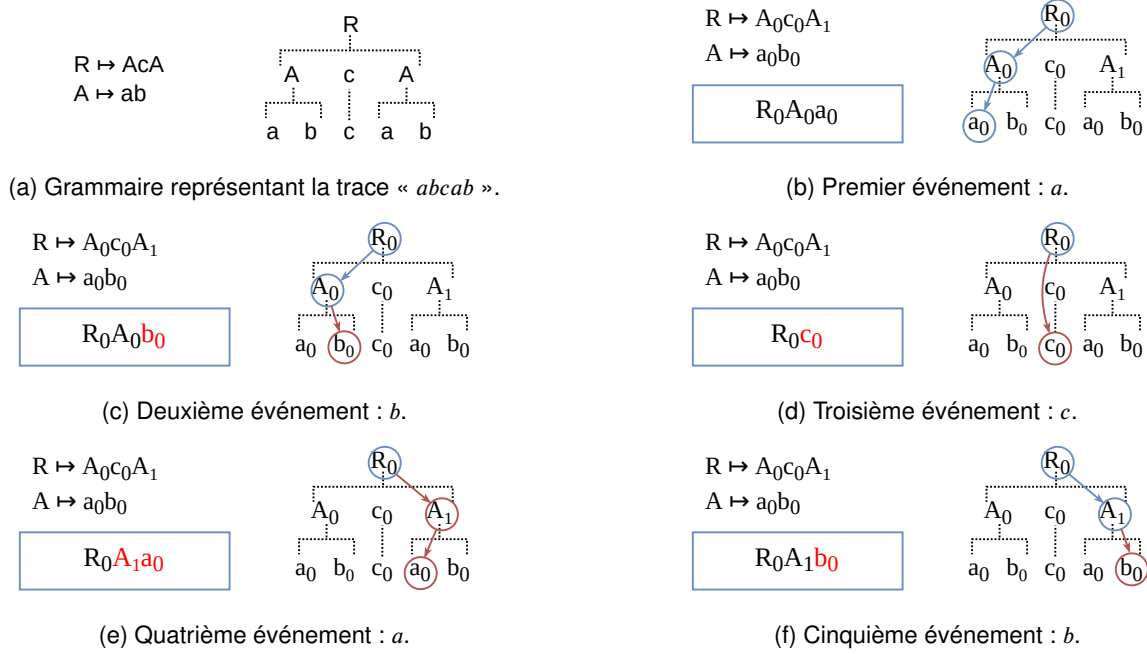 R ↦ AcA
A ↦ ab
R
A c A
a b c a b
(a) Grammaire représentant la trace « abcab ».
R ↦ A₀c₀A₁
A ↦ a₀b₀
R₀A₀a₀
R₀
A₀ c₀ A₁
a₀ b₀ c₀ a₀ b₀
(b) Premier événement : a.
R ↦ A₀c₀A₁
A ↦ a₀b₀
R₀A₀b₀
R₀
A₀ c₀ A₁
a₀ b₀ c₀ a₀ b₀
(c) Deuxième événement : b.
R ↦ A₀c₀A₁
A ↦ a₀b₀
R₀c₀
R₀
A₀ c₀ A₁
a₀ b₀ c₀ a₀ b₀
(d) Troisième événement : c.
R ↦ A₀c₀A₁
A ↦ a₀b₀
R₀A₁a₀
R₀
A₀ c₀ A₁
a₀ b₀ c₀ a₀ b₀
(e) Quatrième événement : a.
R ↦ A₀c₀A₁
A ↦ a₀b₀
R₀A₁b₀
R₀
A₀ c₀ A₁
a₀ b₀ c₀ a₀ b₀
(f) Cinquième événement : b.